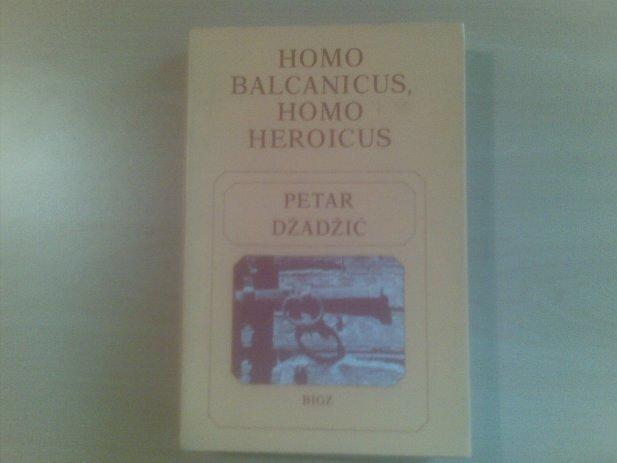 HOMO
BALCANICUS,
HOMO
HEROICUS
PETAR
DŽADŽIĆ
BIGZ